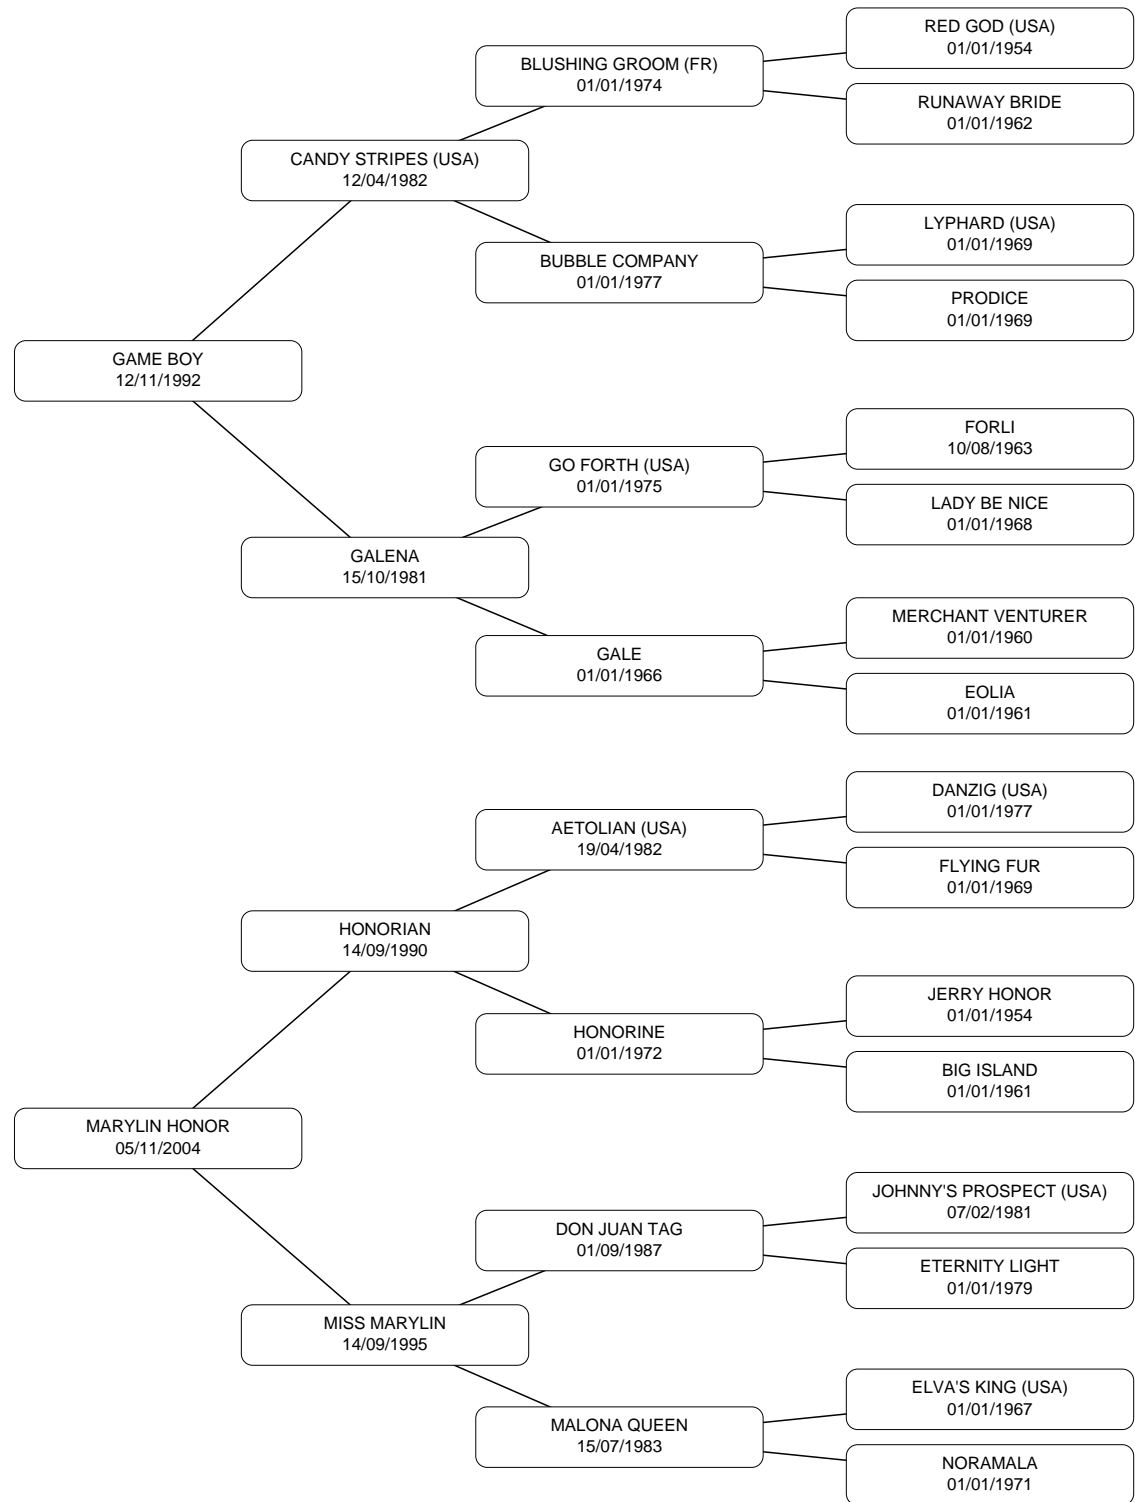 RED GOD (USA)
01/01/1954
BLUSHING GROOM (FR)
01/01/1974
RUNAWAY BRIDE
01/01/1962
CANDY STRIPES (USA)
12/04/1982
LYPHARD (USA)
01/01/1969
BUBBLE COMPANY
01/01/1977
PRODICE
01/01/1969
GAME BOY
12/11/1992
FORLI
10/08/1963
GO FORTH (USA)
01/01/1975
LADY BE NICE
01/01/1968
GALENA
15/10/1981
MERCHANT VENTURER
01/01/1960
GALE
01/01/1966
EOLIA
01/01/1961
DANZIG (USA)
01/01/1977
AETOLIAN (USA)
19/04/1982
FLYING FUR
01/01/1969
HONORIAN
14/09/1990
JERRY HONOR
01/01/1954
HONORINE
01/01/1972
BIG ISLAND
01/01/1961
MARYLIN HONOR
05/11/2004
JOHNNY'S PROSPECT (USA)
07/02/1981
DON JUAN TAG
01/09/1987
ETERNITY LIGHT
01/01/1979
MISS MARYLIN
14/09/1995
ELVA'S KING (USA)
01/01/1967
MALONA QUEEN
15/07/1983
NORAMALA
01/01/1971